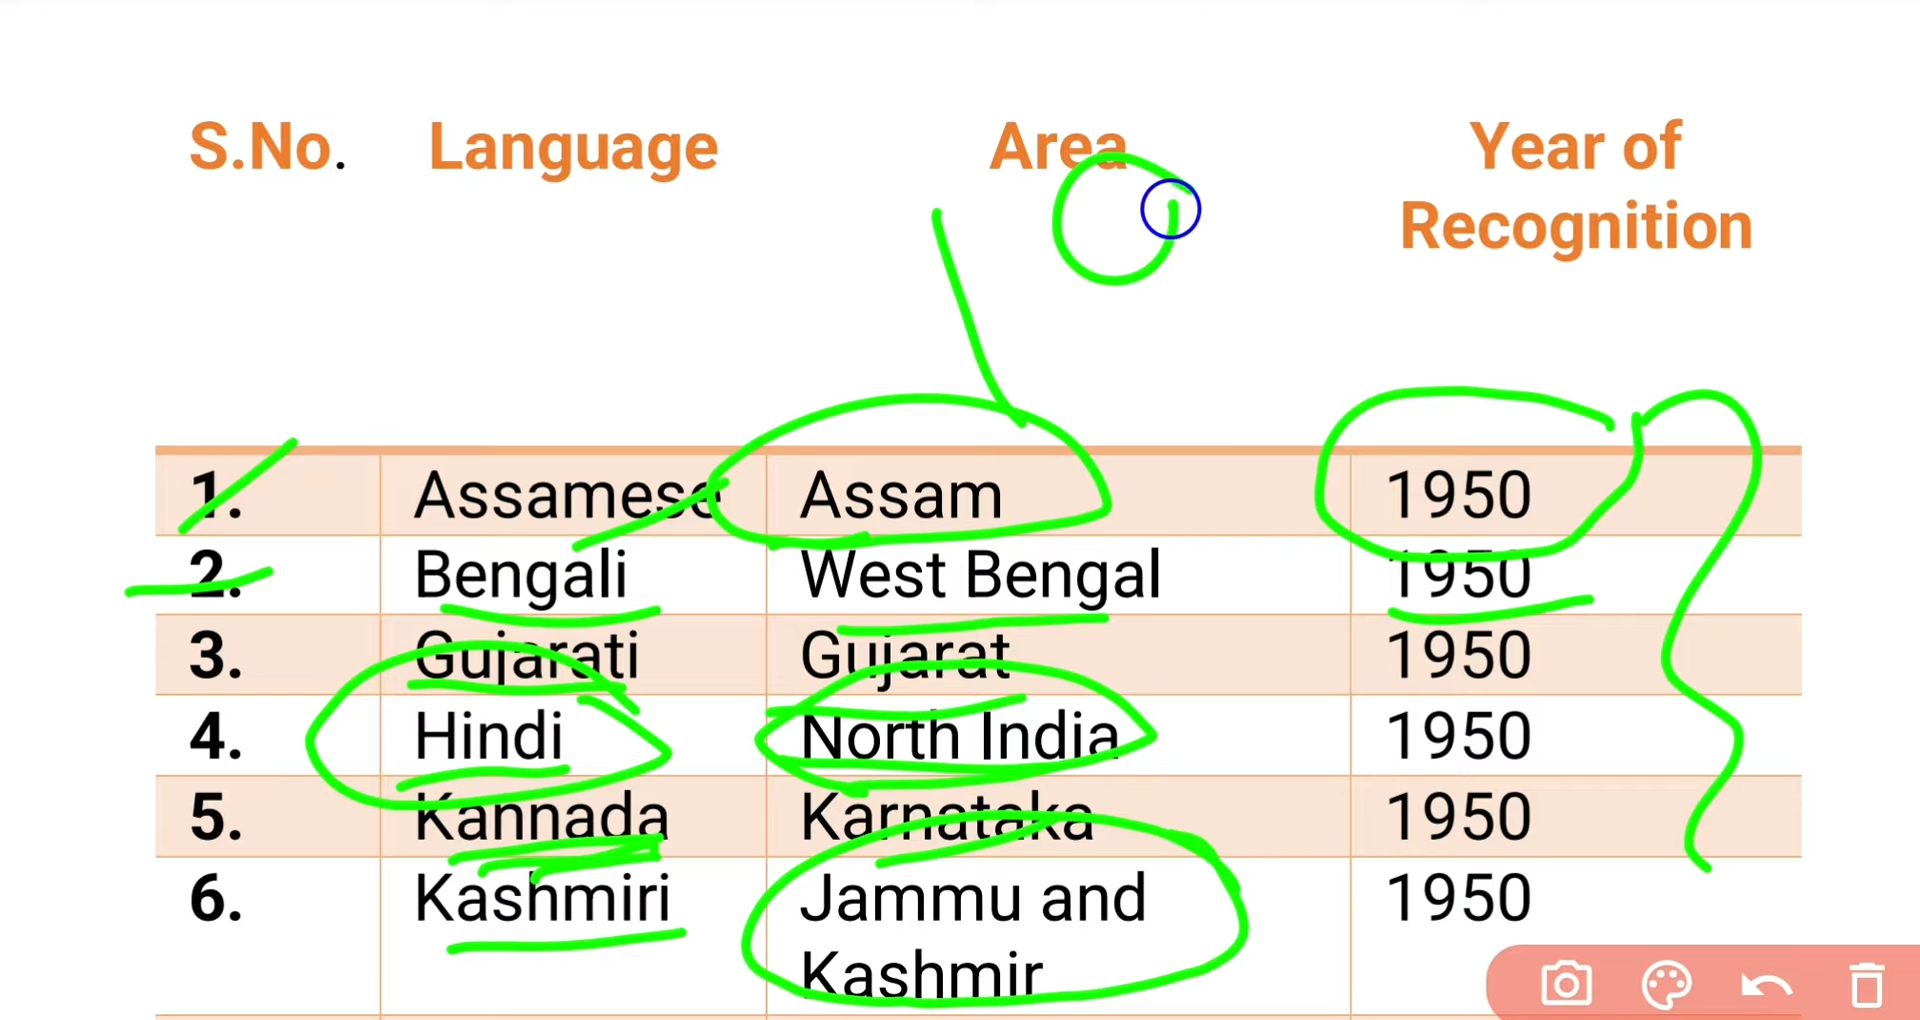 S.No. Language Area Year of
Recognition
1. Assamese Assam 1950
2. Bengali West Bengal 1950
3. Gujarati Gujarat 1950
4. Hindi North India 1950
5. Kannada Karnataka 1950
6. Kashmiri Jammu and 1950
Kashmir